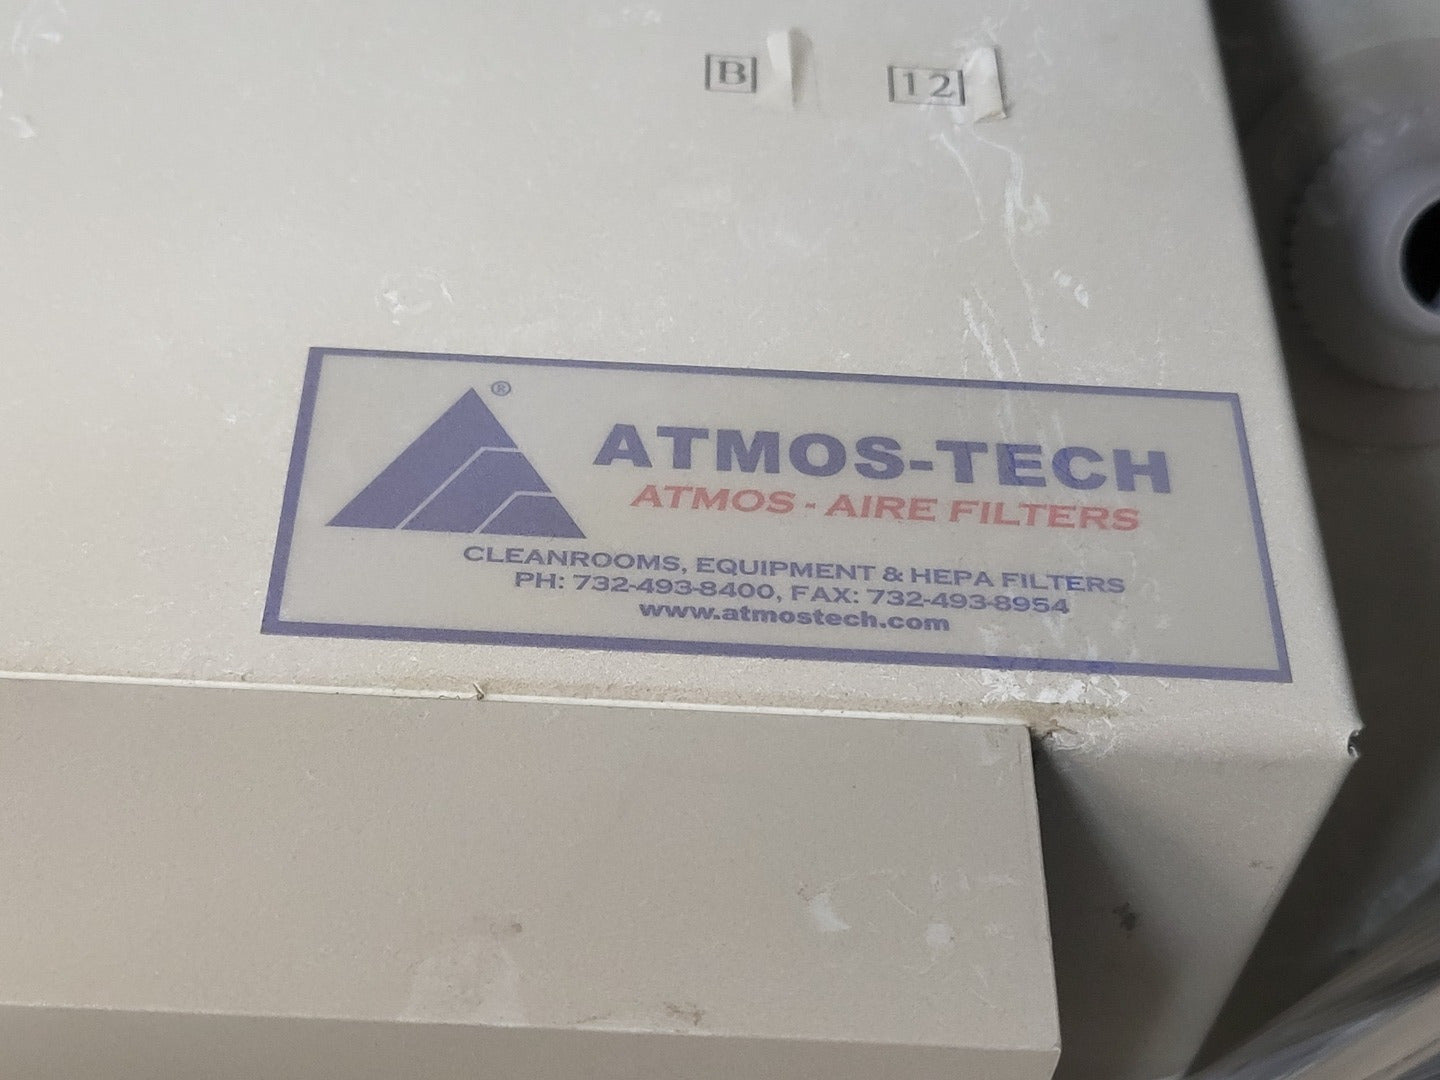 B 12
®
ATMOS-TECH
ATMOS - AIRE FILTERS
CLEANROOMS, EQUIPMENT & HEPA FILTERS
PH: 732-493-8400, FAX: 732-493-8954
www.atmostech.com